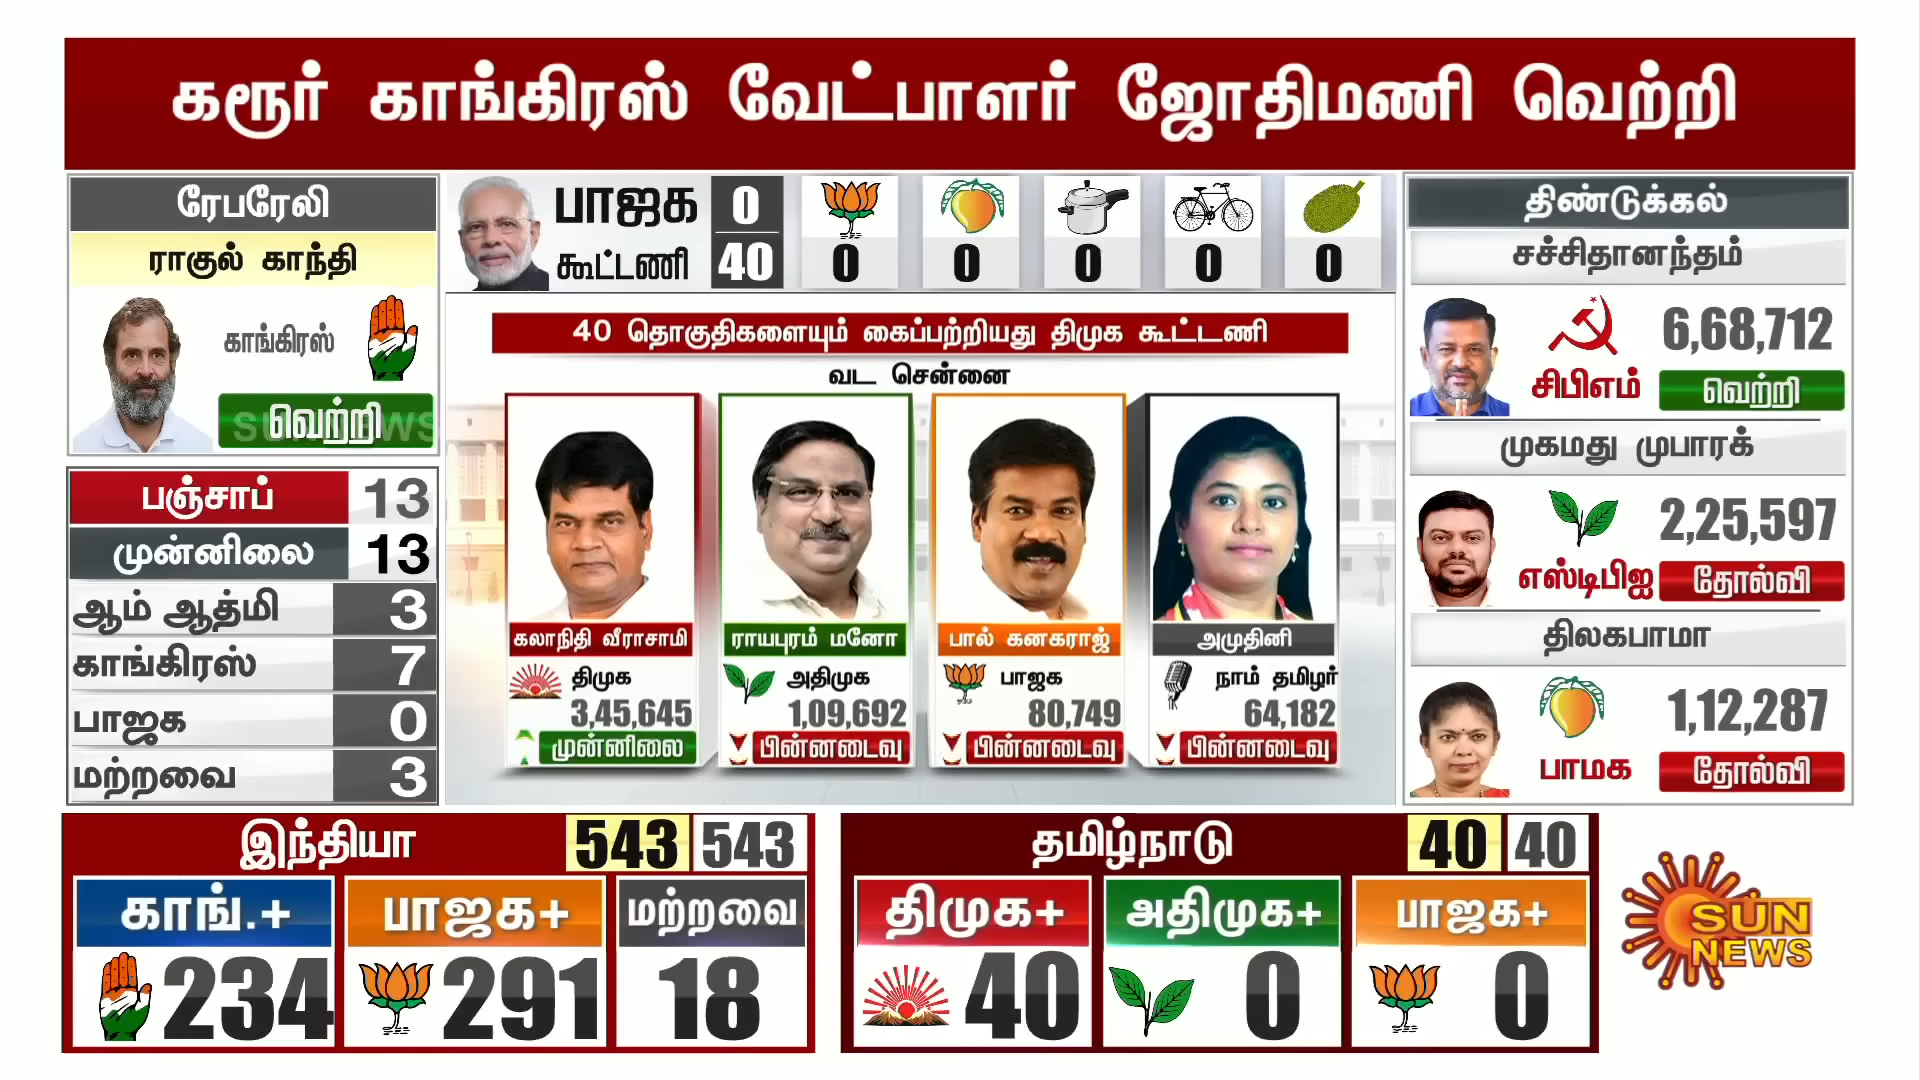 கரூர் காங்கிரஸ் வேட்பாளர் ஜோதிமணி வெற்றி
ரேபரேலி
ராகுல் காந்தி
காங்கிரஸ்
வெற்றி
SUN NEWS
பஞ்சாப் 13
முன்னிலை 13
ஆம் ஆத்மி 3
காங்கிரஸ் 7
பாஜக 0
மற்றவை 3
பாஜக 0
கூட்டணி 40 0 0 0 0 0
40 தொகுதிகளையும் கைப்பற்றியது திமுக கூட்டணி
வட சென்னை
கலாநிதி வீராசாமி
திமுக
3,45,645
முன்னிலை
ராயபுரம் மனோ
அதிமுக
1,09,692
பின்னடைவு
பால் கனகராஜ்
பாஜக
80,749
பின்னடைவு
அமுதினி
நாம் தமிழர்
64,182
பின்னடைவு
திண்டுக்கல்
சச்சிதானந்தம்
6,68,712
சிபிஎம் வெற்றி
முகமது முபாரக்
2,25,597
எஸ்டிபிஐ தோல்வி
திலகபாமா
1,12,287
பாமக தோல்வி
இந்தியா 543 543
காங்.+ பாஜக+ மற்றவை
234 291 18
தமிழ்நாடு 40 40
திமுக+ அதிமுக+ பாஜக+
40 0 0
SUN
NEWS